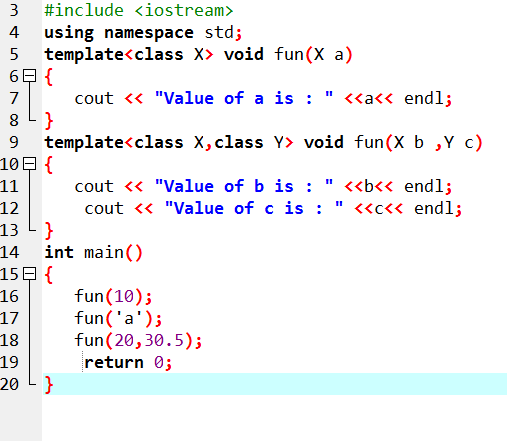 3 #include <iostream>
4 using namespace std;
5 template<class X> void fun(X a)
6 {
7 cout << "Value of a is : " <<a<< endl;
8 }
9 template<class X,class Y> void fun(X b ,Y c)
10 {
11 cout << "Value of b is : " <<b<< endl;
12 cout << "Value of c is : " <<c<< endl;
13 }
14 int main()
15 {
16 fun(10);
17 fun('a');
18 fun(20,30.5);
19 return 0;
20 }